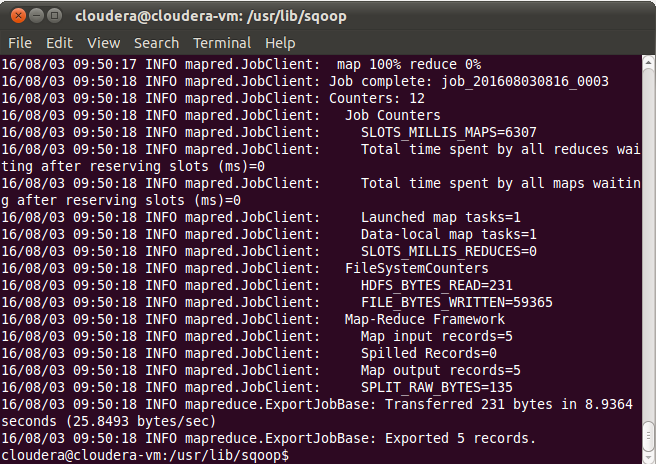 cloudera@cloudera-vm: /usr/lib/sqoop
File Edit View Search Terminal Help
16/08/03 09:50:17 INFO mapred.JobClient:  map 100% reduce 0%
16/08/03 09:50:18 INFO mapred.JobClient: Job complete: job_201608030816_0003
16/08/03 09:50:18 INFO mapred.JobClient: Counters: 12
16/08/03 09:50:18 INFO mapred.JobClient:   Job Counters
16/08/03 09:50:18 INFO mapred.JobClient:     SLOTS_MILLIS_MAPS=6307
16/08/03 09:50:18 INFO mapred.JobClient:     Total time spent by all reduces wai
ting after reserving slots (ms)=0
16/08/03 09:50:18 INFO mapred.JobClient:     Total time spent by all maps waitin
g after reserving slots (ms)=0
16/08/03 09:50:18 INFO mapred.JobClient:     Launched map tasks=1
16/08/03 09:50:18 INFO mapred.JobClient:     Data-local map tasks=1
16/08/03 09:50:18 INFO mapred.JobClient:     SLOTS_MILLIS_REDUCES=0
16/08/03 09:50:18 INFO mapred.JobClient:   FileSystemCounters
16/08/03 09:50:18 INFO mapred.JobClient:     HDFS_BYTES_READ=231
16/08/03 09:50:18 INFO mapred.JobClient:     FILE_BYTES_WRITTEN=59365
16/08/03 09:50:18 INFO mapred.JobClient:   Map-Reduce Framework
16/08/03 09:50:18 INFO mapred.JobClient:     Map input records=5
16/08/03 09:50:18 INFO mapred.JobClient:     Spilled Records=0
16/08/03 09:50:18 INFO mapred.JobClient:     Map output records=5
16/08/03 09:50:18 INFO mapred.JobClient:     SPLIT_RAW_BYTES=135
16/08/03 09:50:18 INFO mapreduce.ExportJobBase: Transferred 231 bytes in 8.9364
seconds (25.8493 bytes/sec)
16/08/03 09:50:18 INFO mapreduce.ExportJobBase: Exported 5 records.
cloudera@cloudera-vm:/usr/lib/sqoop$